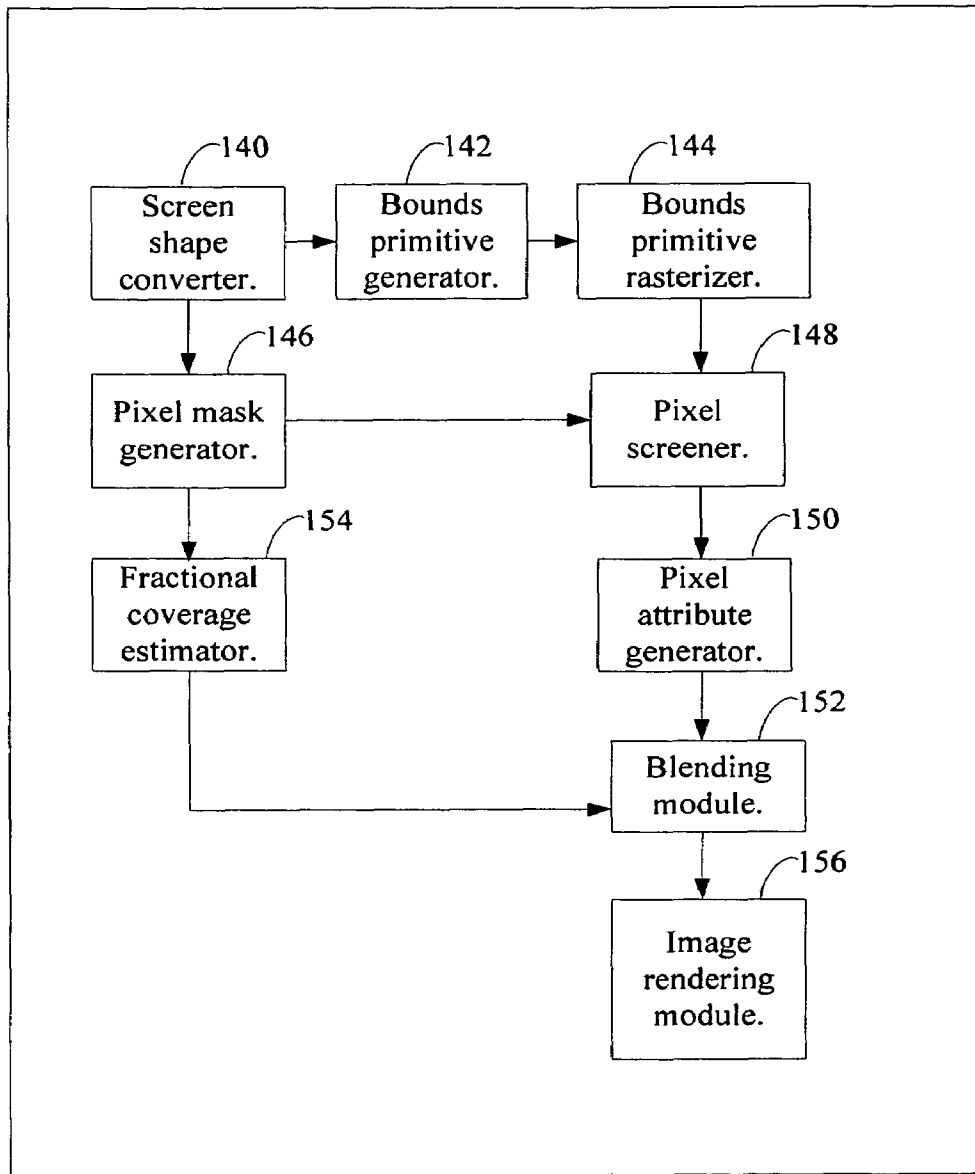 140
Screen
shape
converter.
142
Bounds
primitive
generator.
144
Bounds
primitive
rasterizer.
146
Pixel mask
generator.
148
Pixel
screener.
154
Fractional
coverage
estimator.
150
Pixel
attribute
generator.
152
Blending
module.
156
Image
rendering
module.